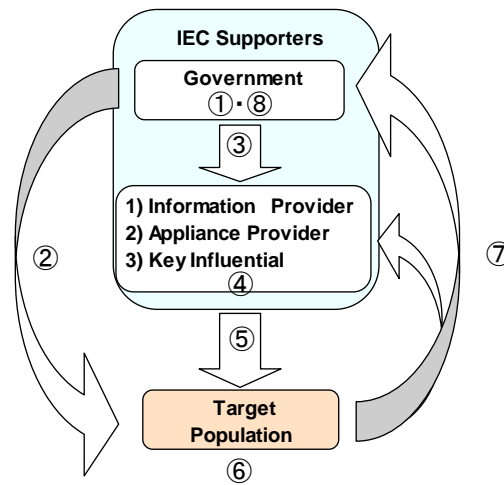 IEC Supporters
Government
①・⑧
③
1) Information Provider
2) Appliance Provider
3) Key Influential
④
②
⑦
⑤
Target
Population
⑥